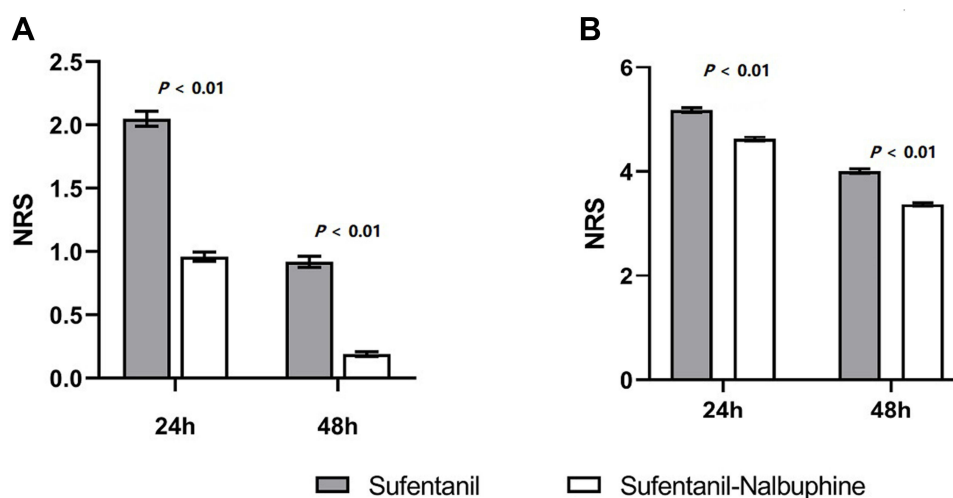 A
NRS
2.5
2.0
1.5
1.0
0.5
0.0
P < 0.01
P < 0.01
24h
48h
B
NRS
6
4
2
0
P < 0.01
P < 0.01
24h
48h
Sufentanil
Sufentanil-Nalbuphine